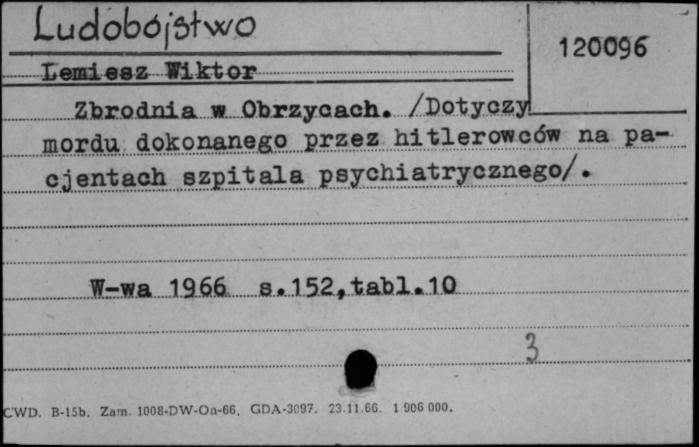 Ludobójstwo
120096
Lemiesz Wiktor
Zbrodnia w Obrzycach. /Dotyczy
mordu dokonanego przez hitlerowców na pa-
cjentach szpitala psychiatrycznego/.
W-wa 1966 s.152,tabl.10
3
CWD. B-15b. Zam. 1008-DW-On-66. GDA-3097. 23.11.66. 1 906 000.